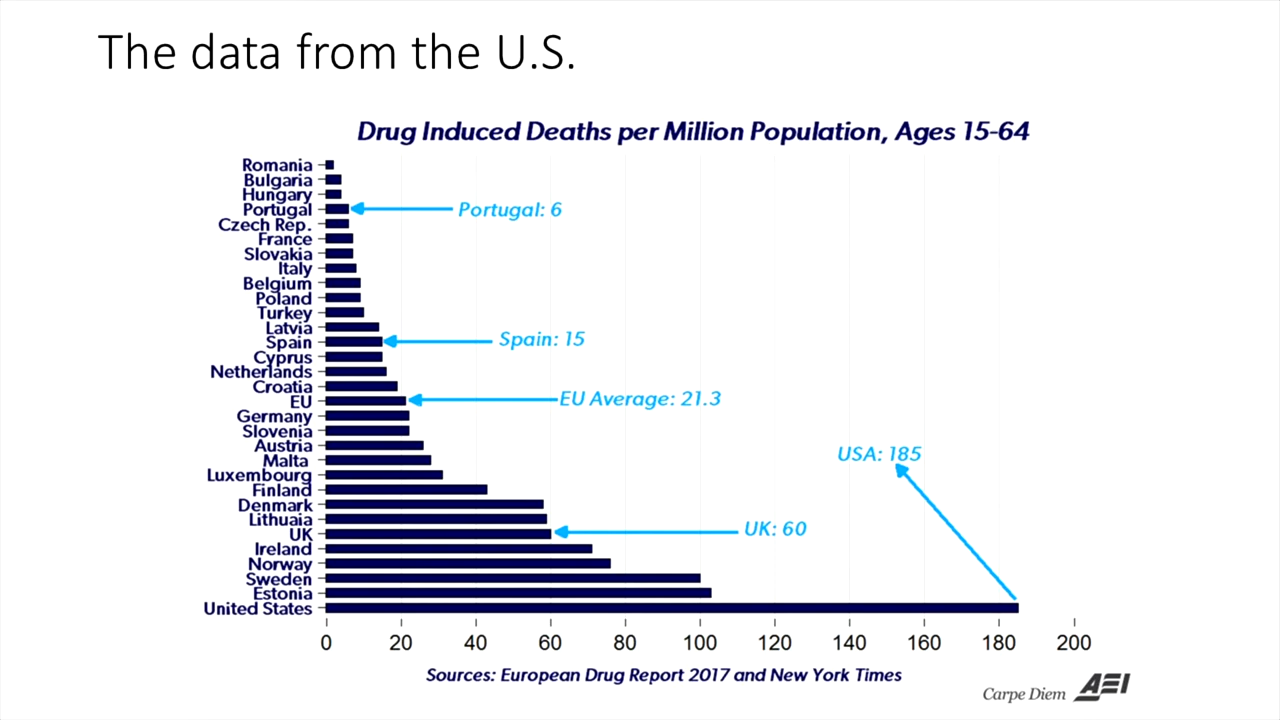 The data from the U.S.
Drug Induced Deaths per Million Population, Ages 15-64
Romania
Bulgaria
Hungary
Portugal
Portugal: 6
Czech Rep.
France
Slovakia
Italy
Belgium
Poland
Turkey
Latvia
Spain
Spain: 15
Cyprus
Netherlands
Croatia
EU
EU Average: 21.3
Germany
Slovenia
Austria
USA: 185
Malta
Luxembourg
Finland
Denmark
Lithuaia
UK
UK: 60
Ireland
Norway
Sweden
Estonia
United States
0 20 40 60 80 100 120 140 160 180 200
Sources: European Drug Report 2017 and New York Times
Carpe Diem AEI